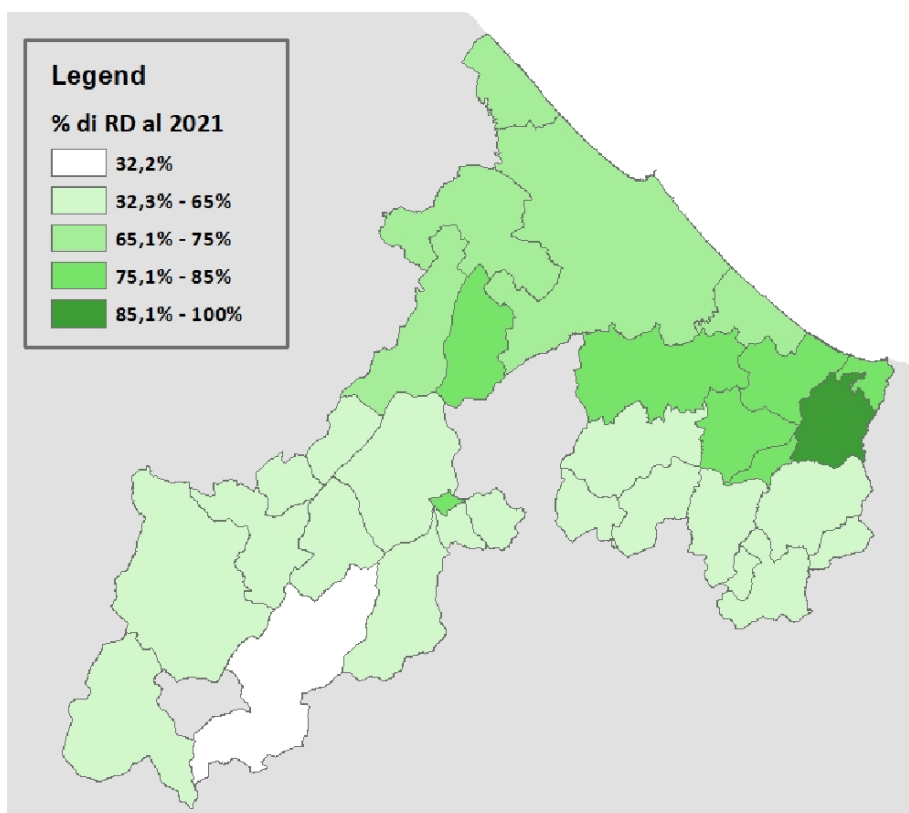 Legend
% di RD al 2021
32,2%
32,3% - 65%
65,1% - 75%
75,1% - 85%
85,1% - 100%